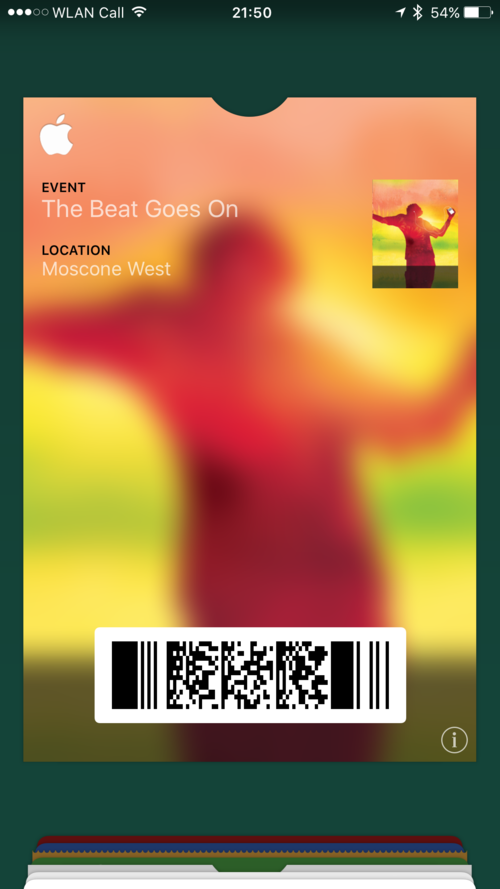 WLAN Call 21:50 54%
EVENT
The Beat Goes On
LOCATION
Moscone West
i